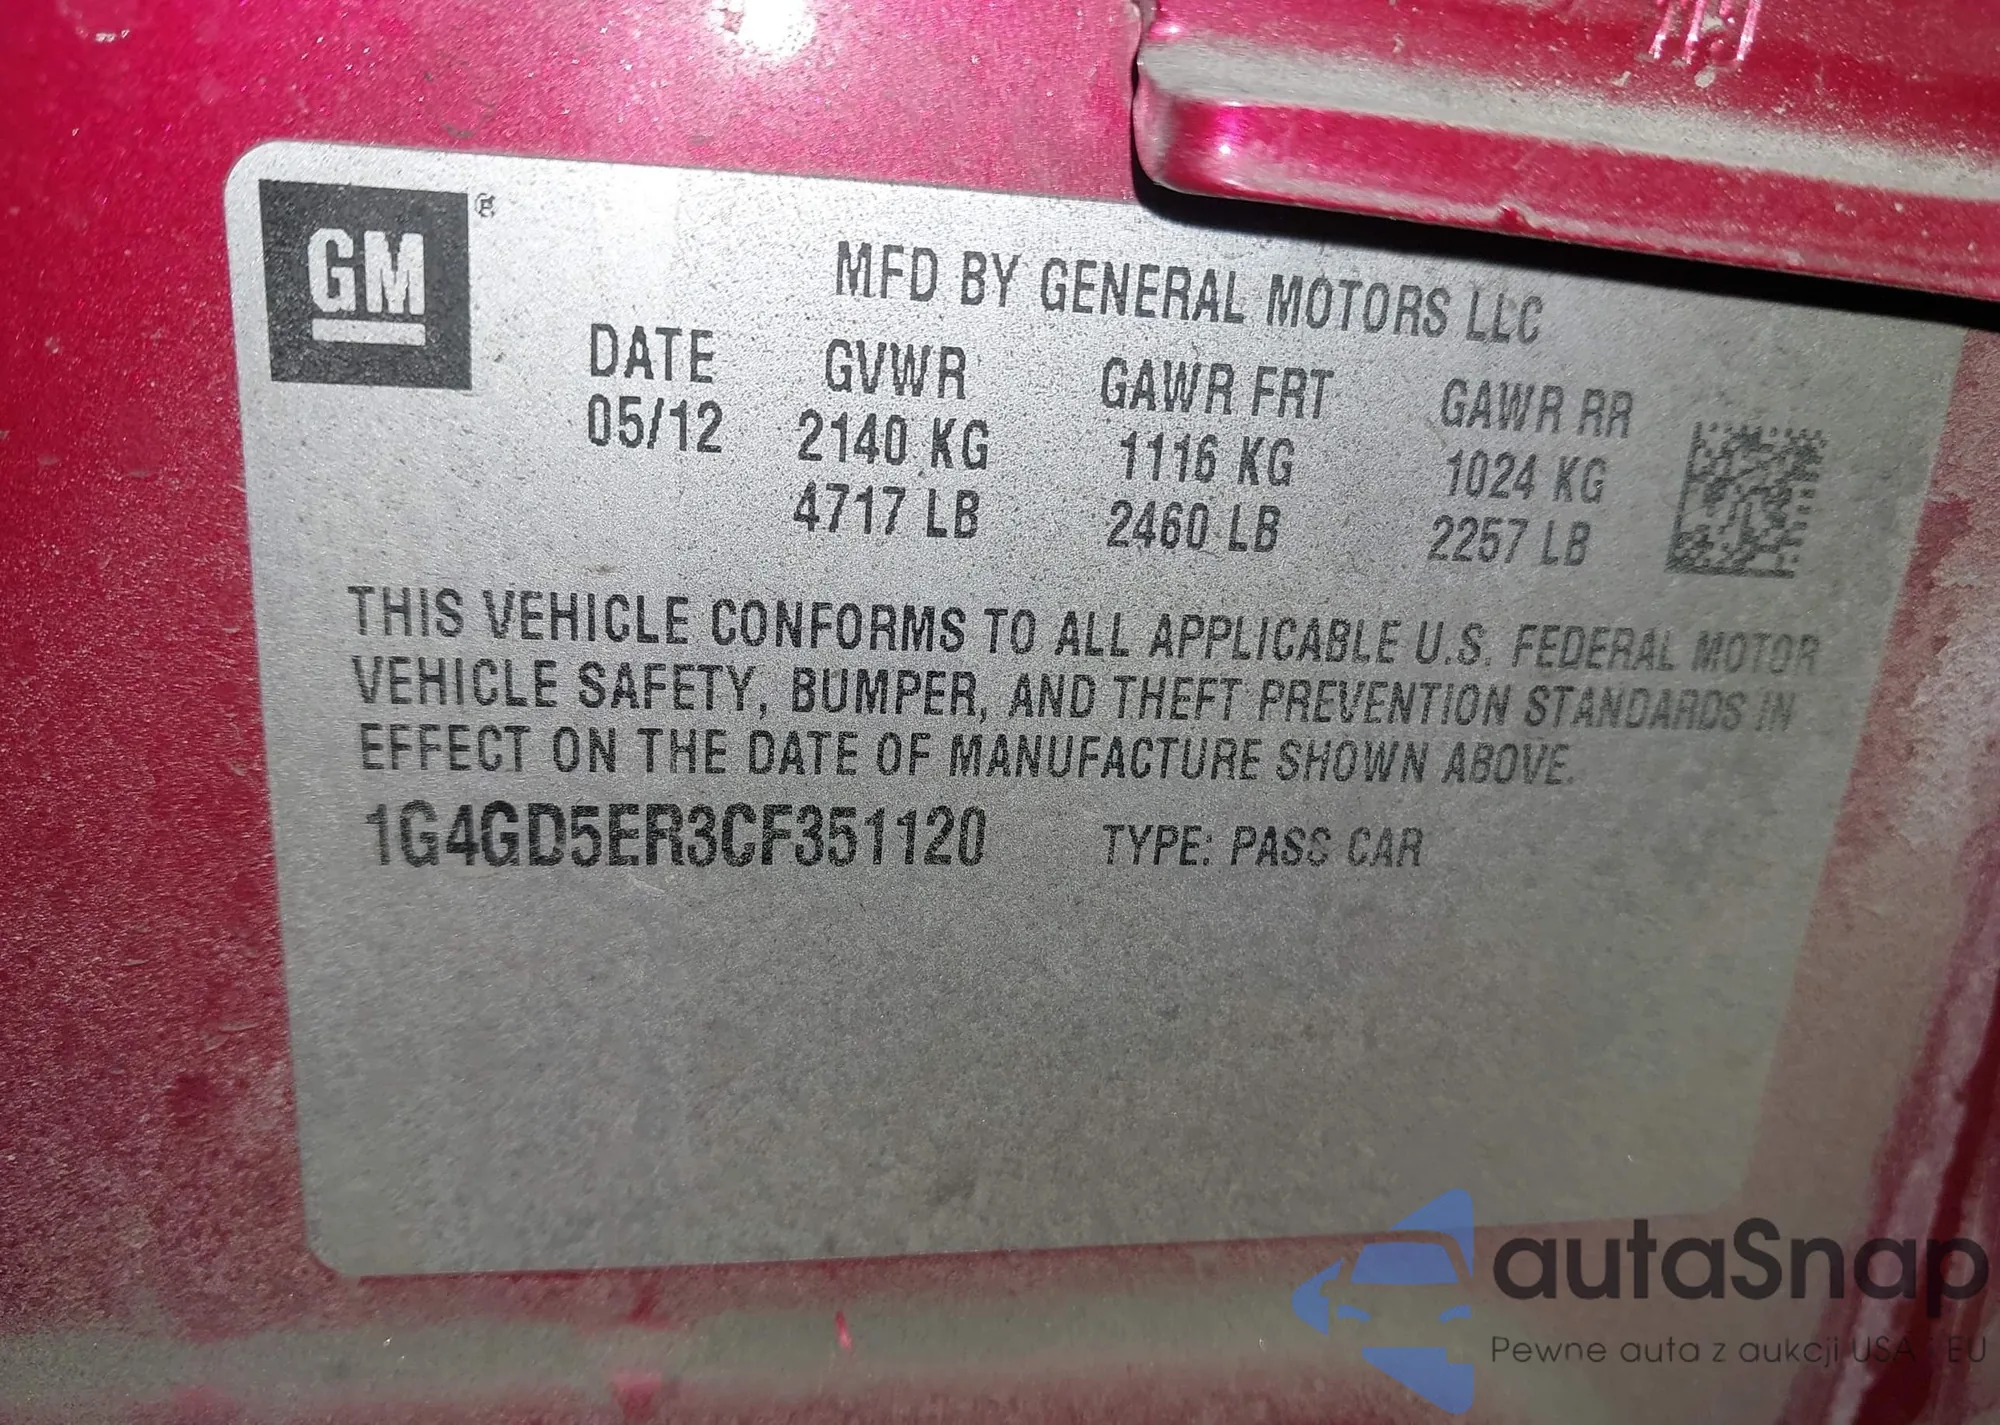 GM ®
MFD BY GENERAL MOTORS LLC
DATE GVWR GAWR FRT GAWR RR
05/12 2140 KG 1116 KG 1024 KG
4717 LB 2460 LB 2257 LB
THIS VEHICLE CONFORMS TO ALL APPLICABLE U.S. FEDERAL MOTOR
VEHICLE SAFETY, BUMPER, AND THEFT PREVENTION STANDARDS IN
EFFECT ON THE DATE OF MANUFACTURE SHOWN ABOVE.
1G4GD5ER3CF351120 TYPE: PASS CAR
autaSnap
Pewne auta z aukcji USA i EU